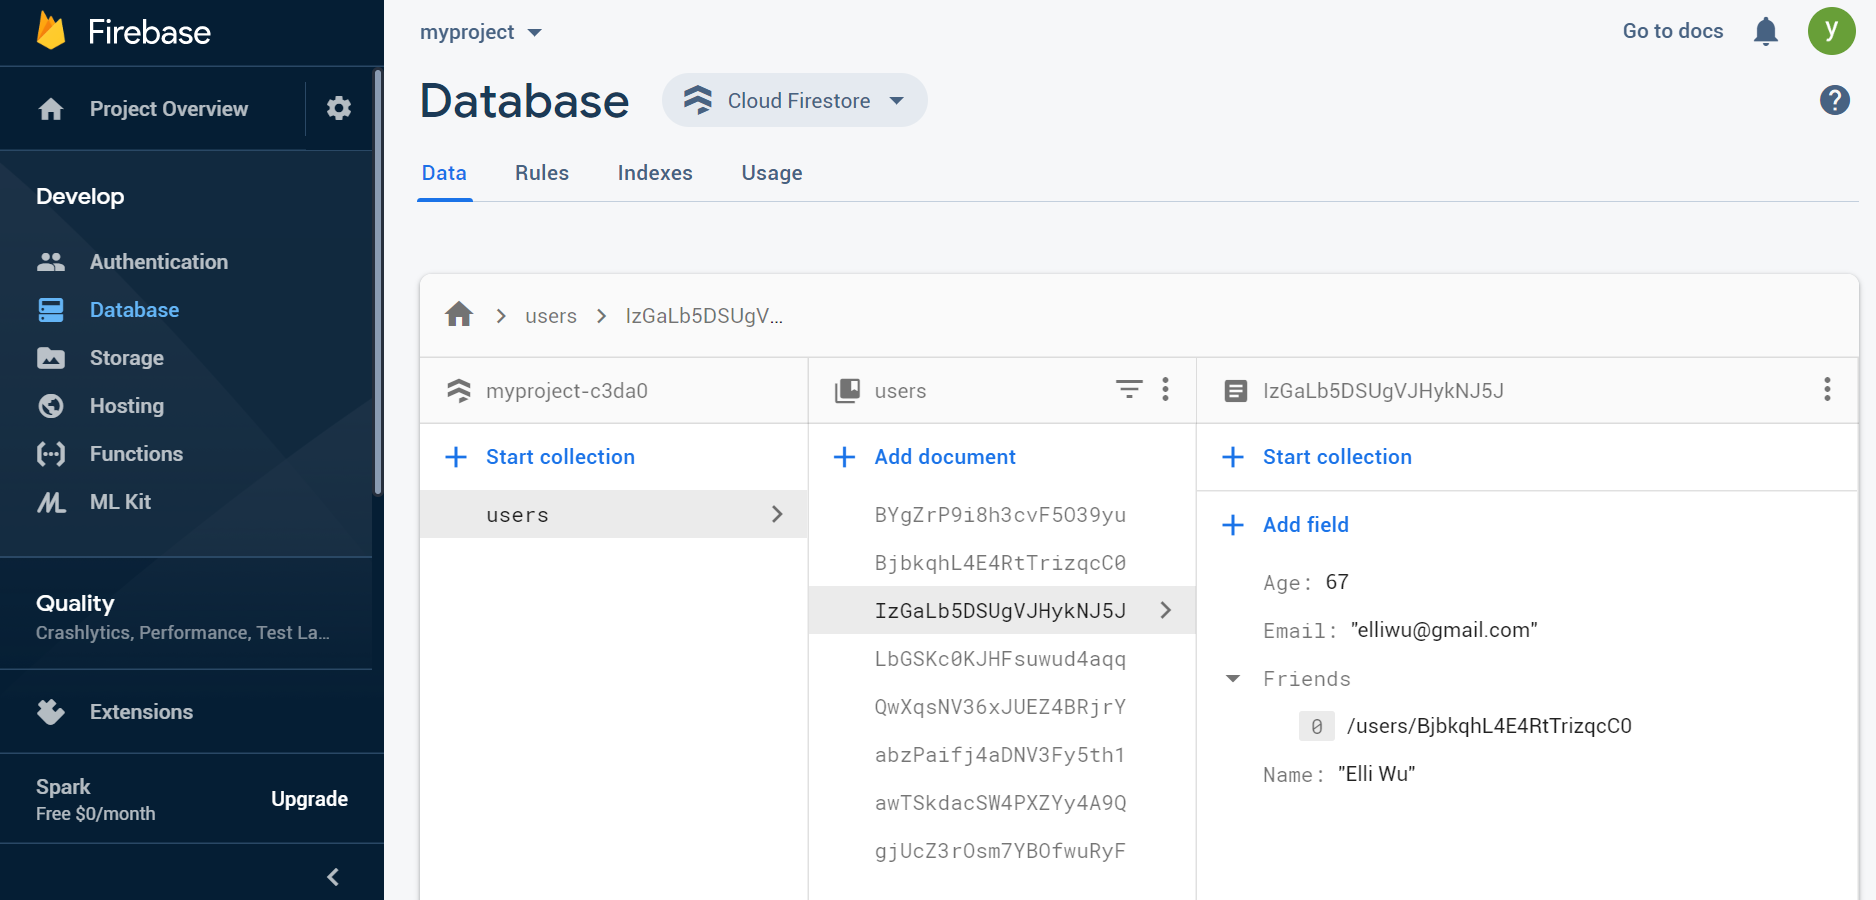 Firebase
Project Overview
Develop
Authentication
Database
Storage
Hosting
Functions
ML Kit
Quality
Crashlytics, Performance, Test La...
Extensions
Spark
Free $0/month
Upgrade
myproject
Go to docs
y
Database
Cloud Firestore
?
Data
Rules
Indexes
Usage
users
IzGaLb5DSUgV...
myproject-c3da0
Start collection
users
users
Add document
BYgZrP9i8h3cvF5O39yu
BjbkqhL4E4RtTrizqcC0
IzGaLb5DSUgVJHykNJ5J
LbGSKc0KJHFsuwud4aqq
QwXqsNV36xJUEZ4BRjrY
abzPaifj4aDNV3Fy5th1
awTSkdacSW4PXZYy4A9Q
gjUcZ3rOsm7YBOfwuRyF
IzGaLb5DSUgVJHykNJ5J
Start collection
Add field
Age: 67
Email: "elliwu@gmail.com"
Friends
0 /users/BjbkqhL4E4RtTrizqcC0
Name: "Elli Wu"